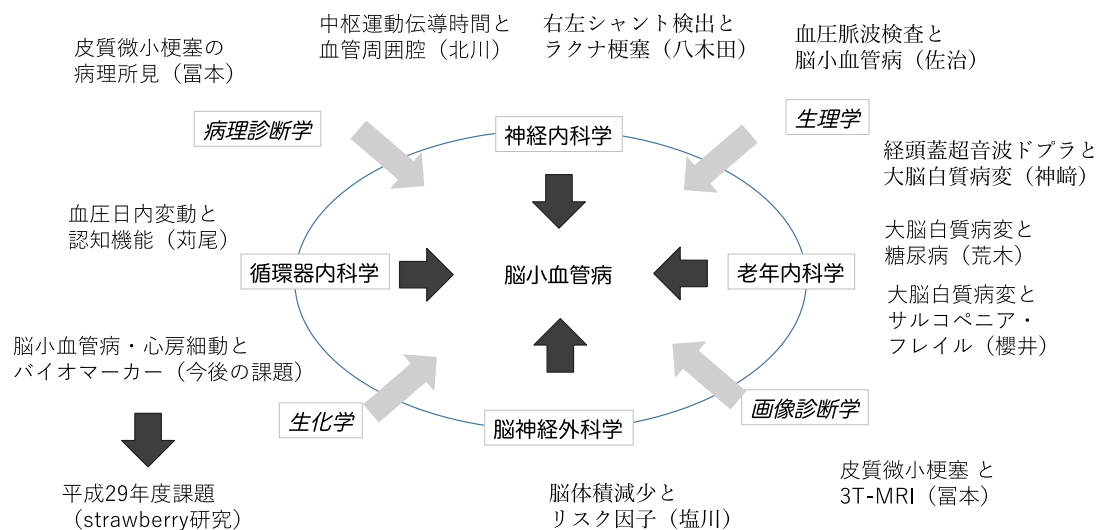 中枢運動伝導時間と
血管周囲腔（北川）
右左シャント検出と
ラクナ梗塞（八木田）
血圧脈波検査と
脳小血管病（佐治）
皮質微小梗塞の
病理所見（冨本）
病理診断学
神経内科学
生理学
経頭蓋超音波ドプラと
大脳白質病変（神﨑）
血圧日内変動と
認知機能（苅尾）
大脳白質病変と
糖尿病（荒木）
循環器内科学
脳小血管病
老年内科学
大脳白質病変と
サルコペニア・
フレイル（櫻井）
脳小血管病・心房細動と
バイオマーカー（今後の課題）
生化学
脳神経外科学
画像診断学
平成29年度課題
（strawberry研究）
脳体積減少と
リスク因子（塩川）
皮質微小梗塞 と
3T-MRI（冨本）